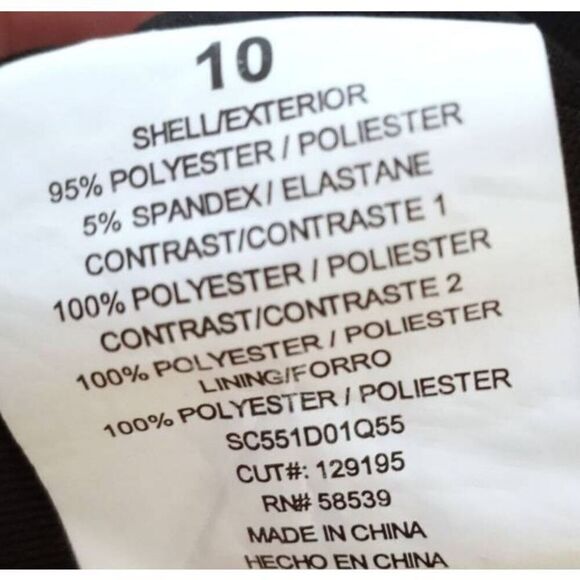 10
SHELL/EXTERIOR
95% POLYESTER / POLIESTER
5% SPANDEX / ELASTANE
CONTRAST/CONTRASTE 1
100% POLYESTER / POLIESTER
CONTRAST/CONTRASTE 2
100% POLYESTER / POLIESTER
LINING/FORRO
100% POLYESTER / POLIESTER
SC551D01Q55
CUT#: 129195
RN# 58539
MADE IN CHINA
HECHO EN CHINA